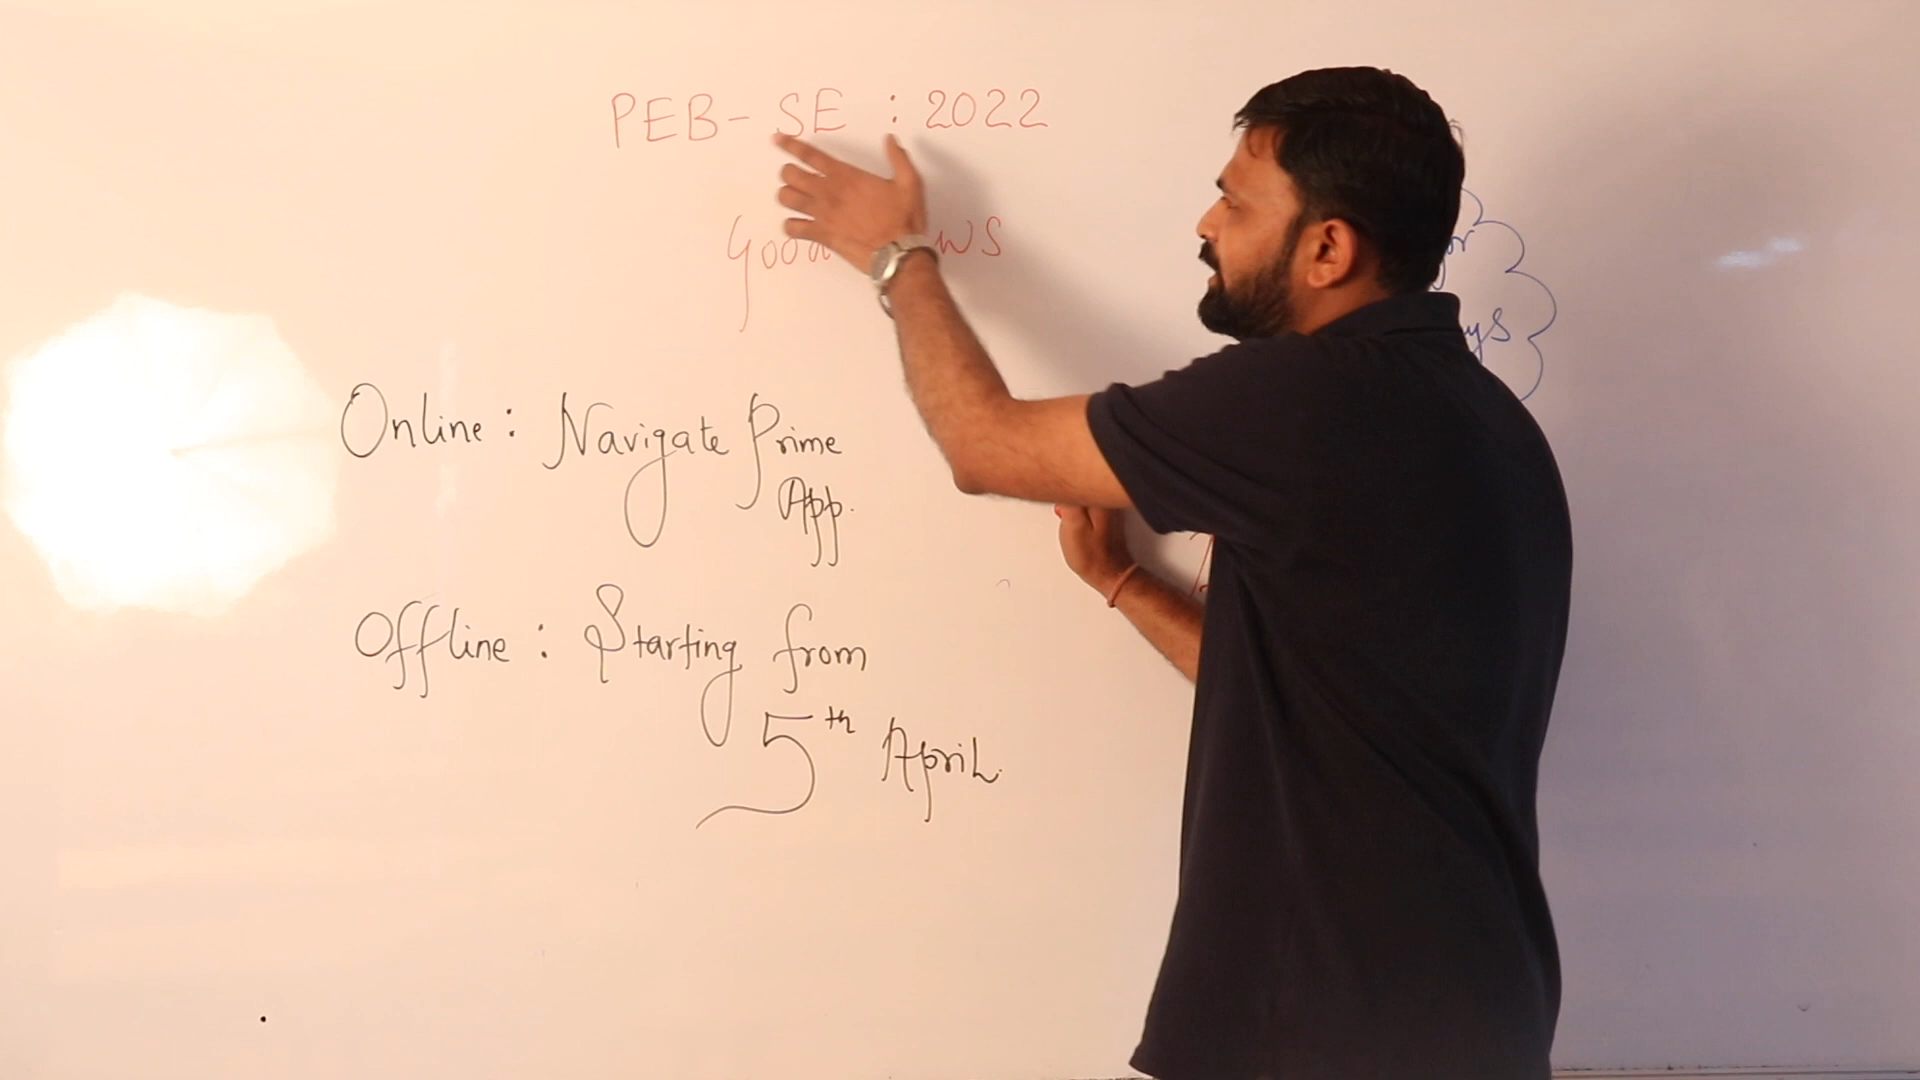 PEB-SE : 2022
Online : Navigate Prime
App.
Offline : Starting from
5th April.